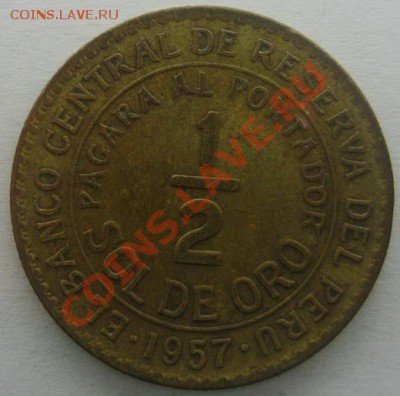 COINS.LAVE.RU
EL BANCO CENTRAL DE RESERVA DEL PERU
PAGARA AL PORTADOR
1
2
SOL DE ORO
· 1957 ·
COINS.LAVE.RU